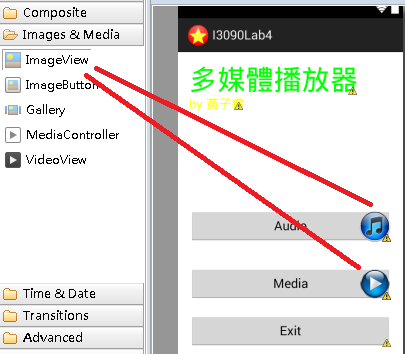 Composite
Images & Media
ImageView
ImageButton
Gallery
MediaController
VideoView
Time & Date
Transitions
Advanced
I3090Lab4
多媒體播放器
by 黃子
Audio
Media
Exit